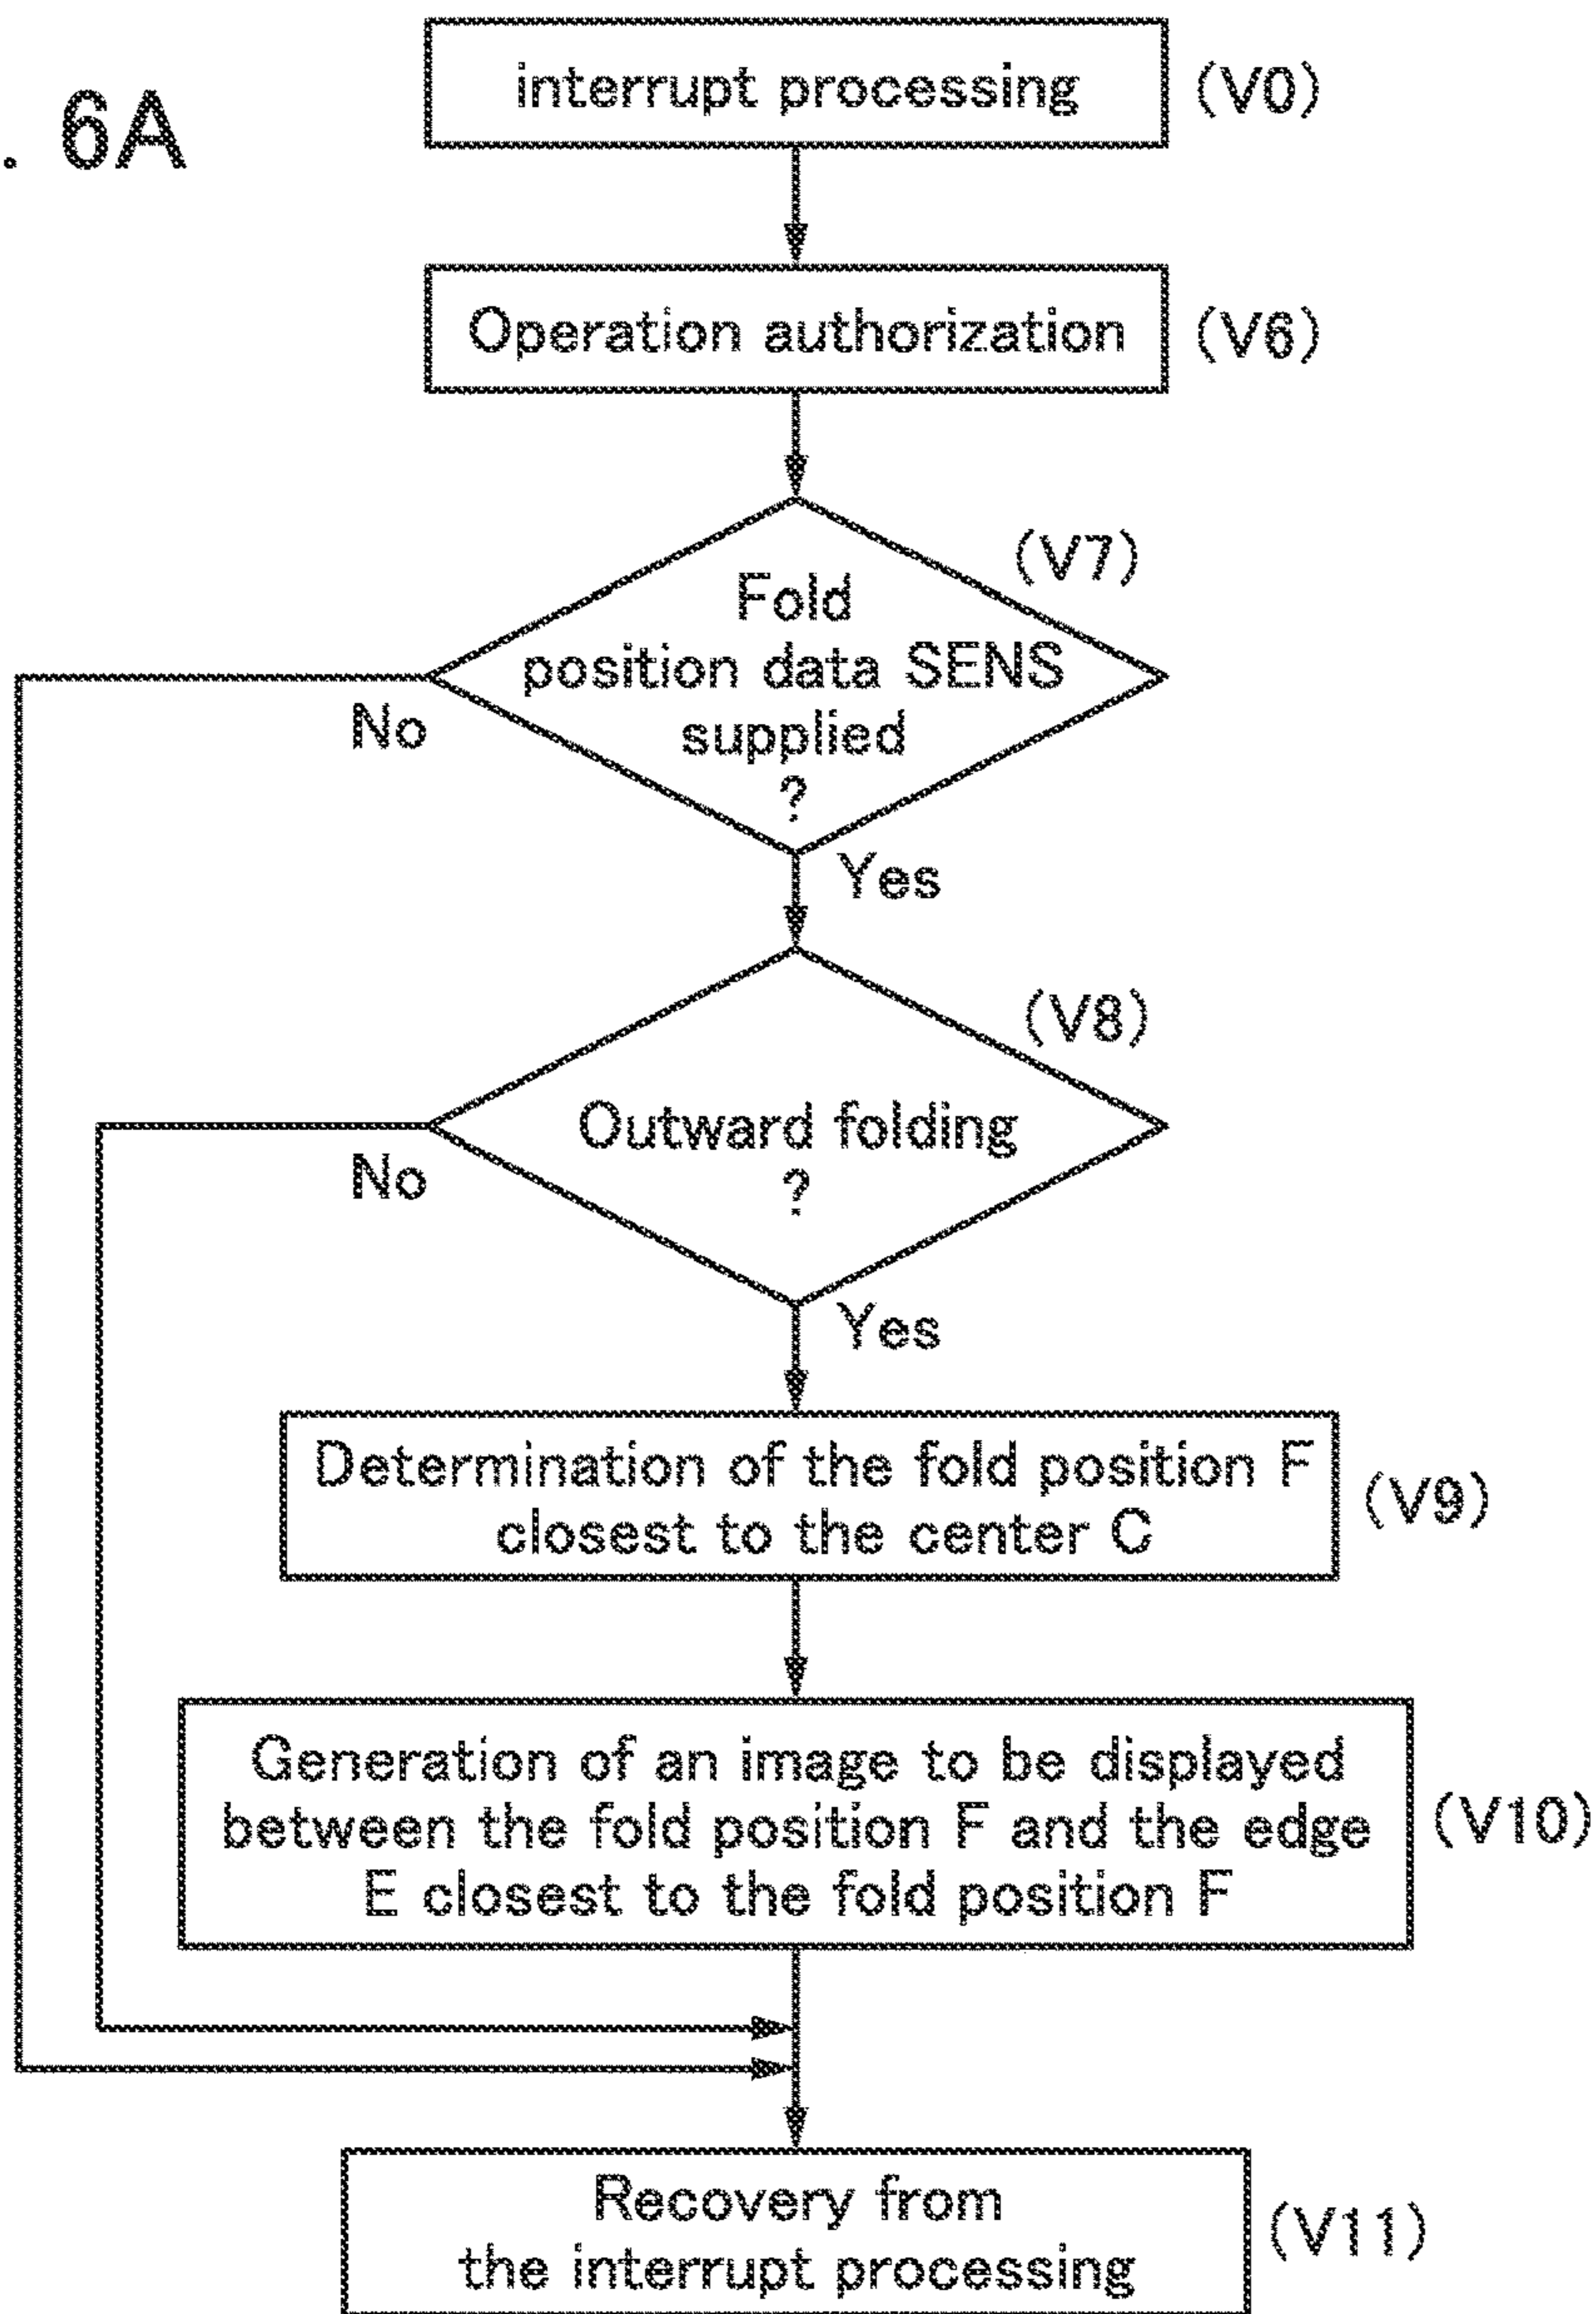 . 6A
interrupt processing (V0)
Operation authorization (V6)
(V7)
Fold
position data SENS
supplied
?
No
Yes
(V8)
Outward folding
?
No
Yes
Determination of the fold position F
closest to the center C
(V9)
Generation of an image to be displayed
between the fold position F and the edge
E closest to the fold position F
(V10)
Recovery from
the interrupt processing
(V11)